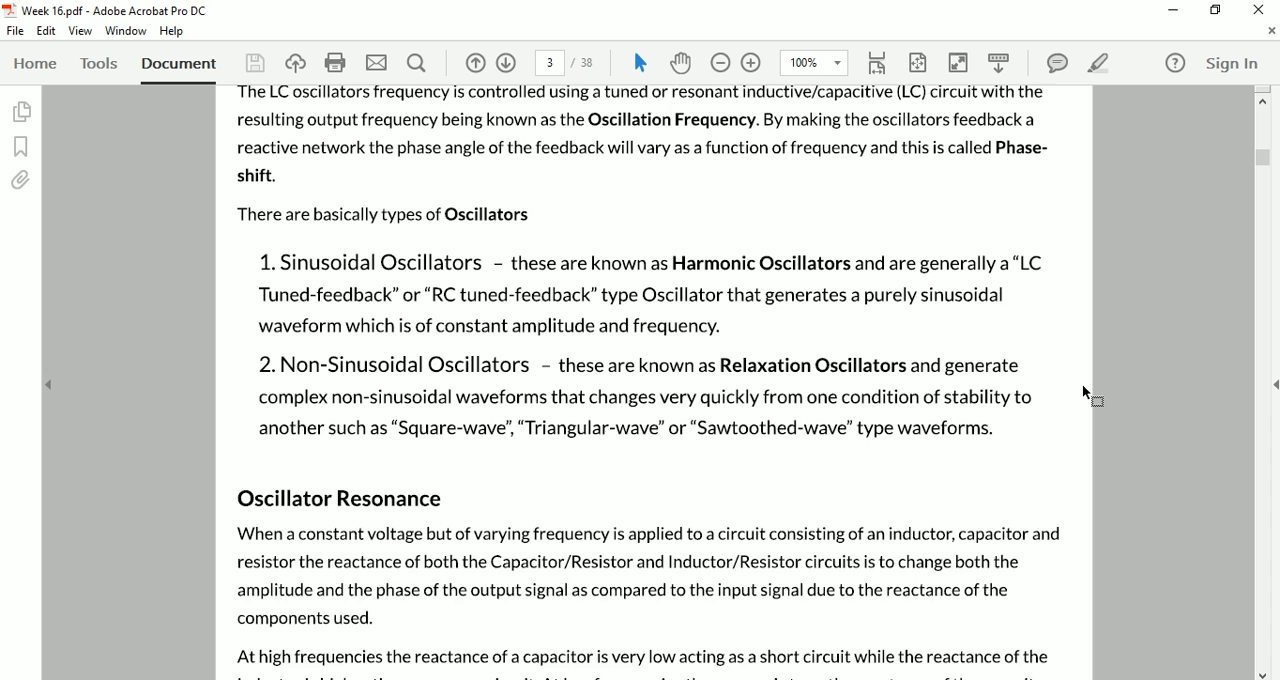 Week 16.pdf - Adobe Acrobat Pro DC
File Edit View Window Help
Home Tools Document 3 / 38 100% Sign In
The LC oscillators frequency is controlled using a tuned or resonant inductive/capacitive (LC) circuit with the
resulting output frequency being known as the Oscillation Frequency. By making the oscillators feedback a
reactive network the phase angle of the feedback will vary as a function of frequency and this is called Phase-
shift.
There are basically types of Oscillators
1. Sinusoidal Oscillators – these are known as Harmonic Oscillators and are generally a “LC
Tuned-feedback” or “RC tuned-feedback” type Oscillator that generates a purely sinusoidal
waveform which is of constant amplitude and frequency.
2. Non-Sinusoidal Oscillators – these are known as Relaxation Oscillators and generate
complex non-sinusoidal waveforms that changes very quickly from one condition of stability to
another such as “Square-wave”, “Triangular-wave” or “Sawtoothed-wave” type waveforms.
Oscillator Resonance
When a constant voltage but of varying frequency is applied to a circuit consisting of an inductor, capacitor and
resistor the reactance of both the Capacitor/Resistor and Inductor/Resistor circuits is to change both the
amplitude and the phase of the output signal as compared to the input signal due to the reactance of the
components used.
At high frequencies the reactance of a capacitor is very low acting as a short circuit while the reactance of the